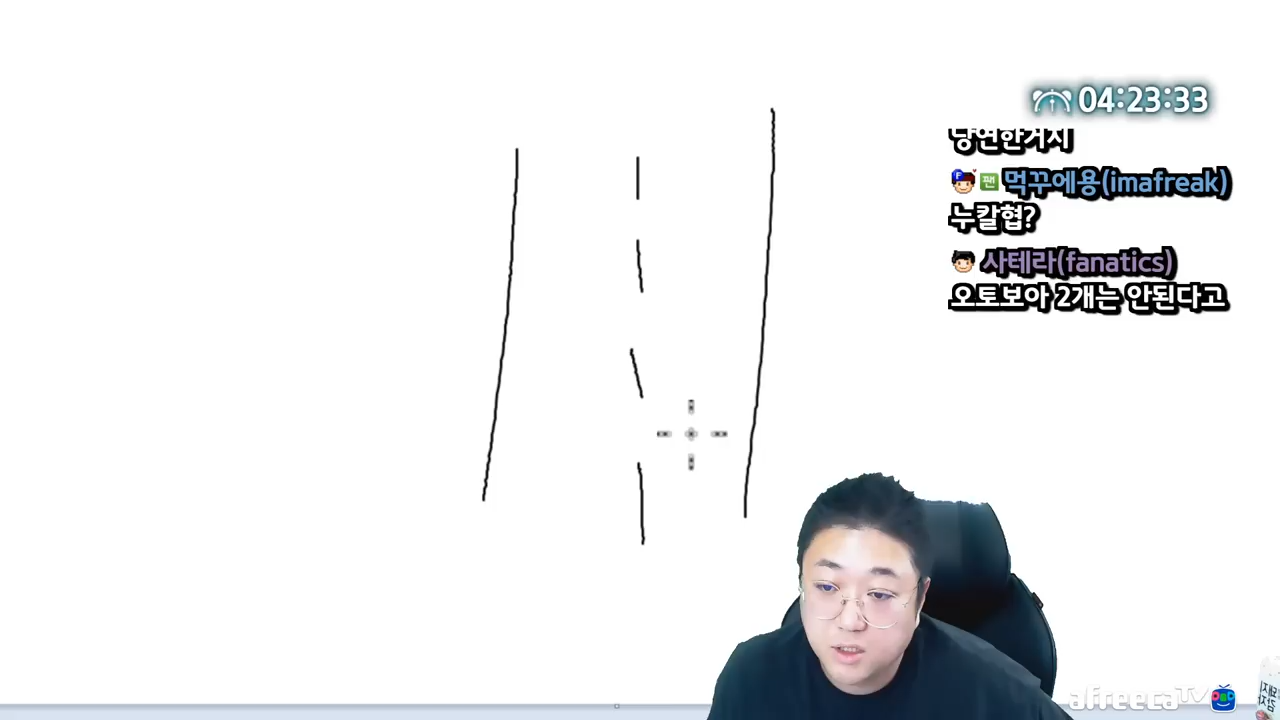 04:23:33
당연한거지
팬 먹꾸에용(imafreak)
누칼협?
사테라(fanatics)
오토보아 2개는 안된다고
afreecaTV